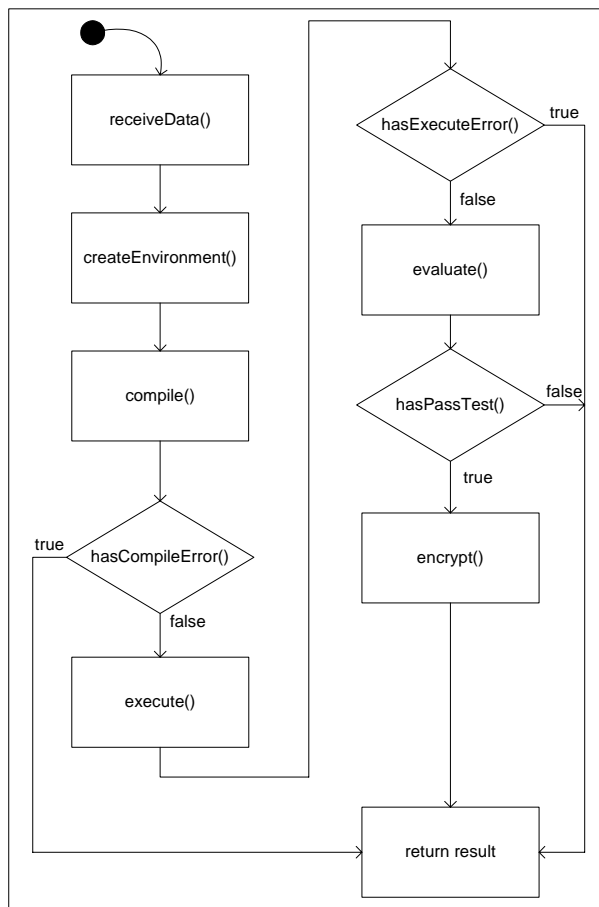 receiveData()
createEnvironment()
compile()
true
hasCompileError()
false
execute()
hasExecuteError()
true
false
evaluate()
hasPassTest()
false
true
encrypt()
return result